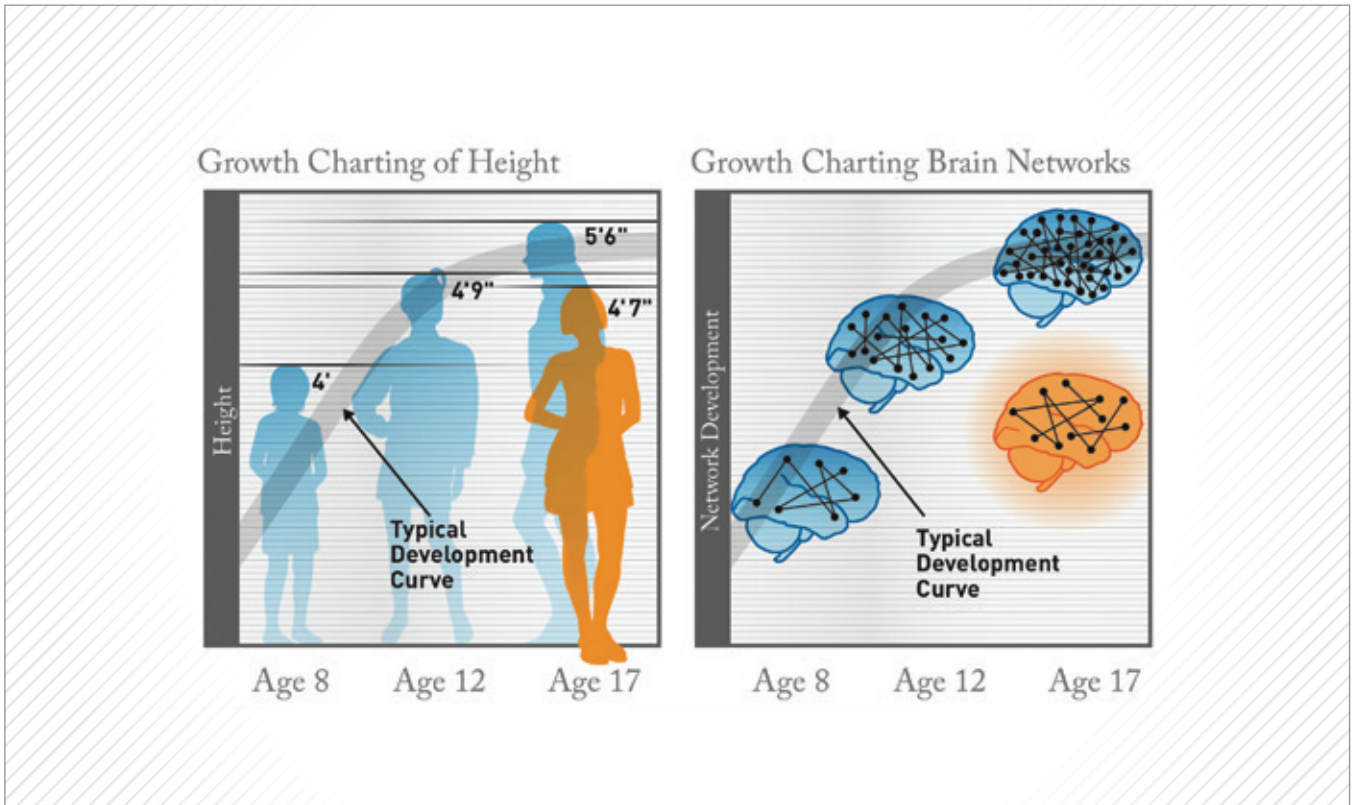 Growth Charting of Height
Height
4'
4'9"
5'6"
4'7"
Typical
Development
Curve
Age 8
Age 12
Age 17
Growth Charting Brain Networks
Network Development
Typical
Development
Curve
Age 8
Age 12
Age 17